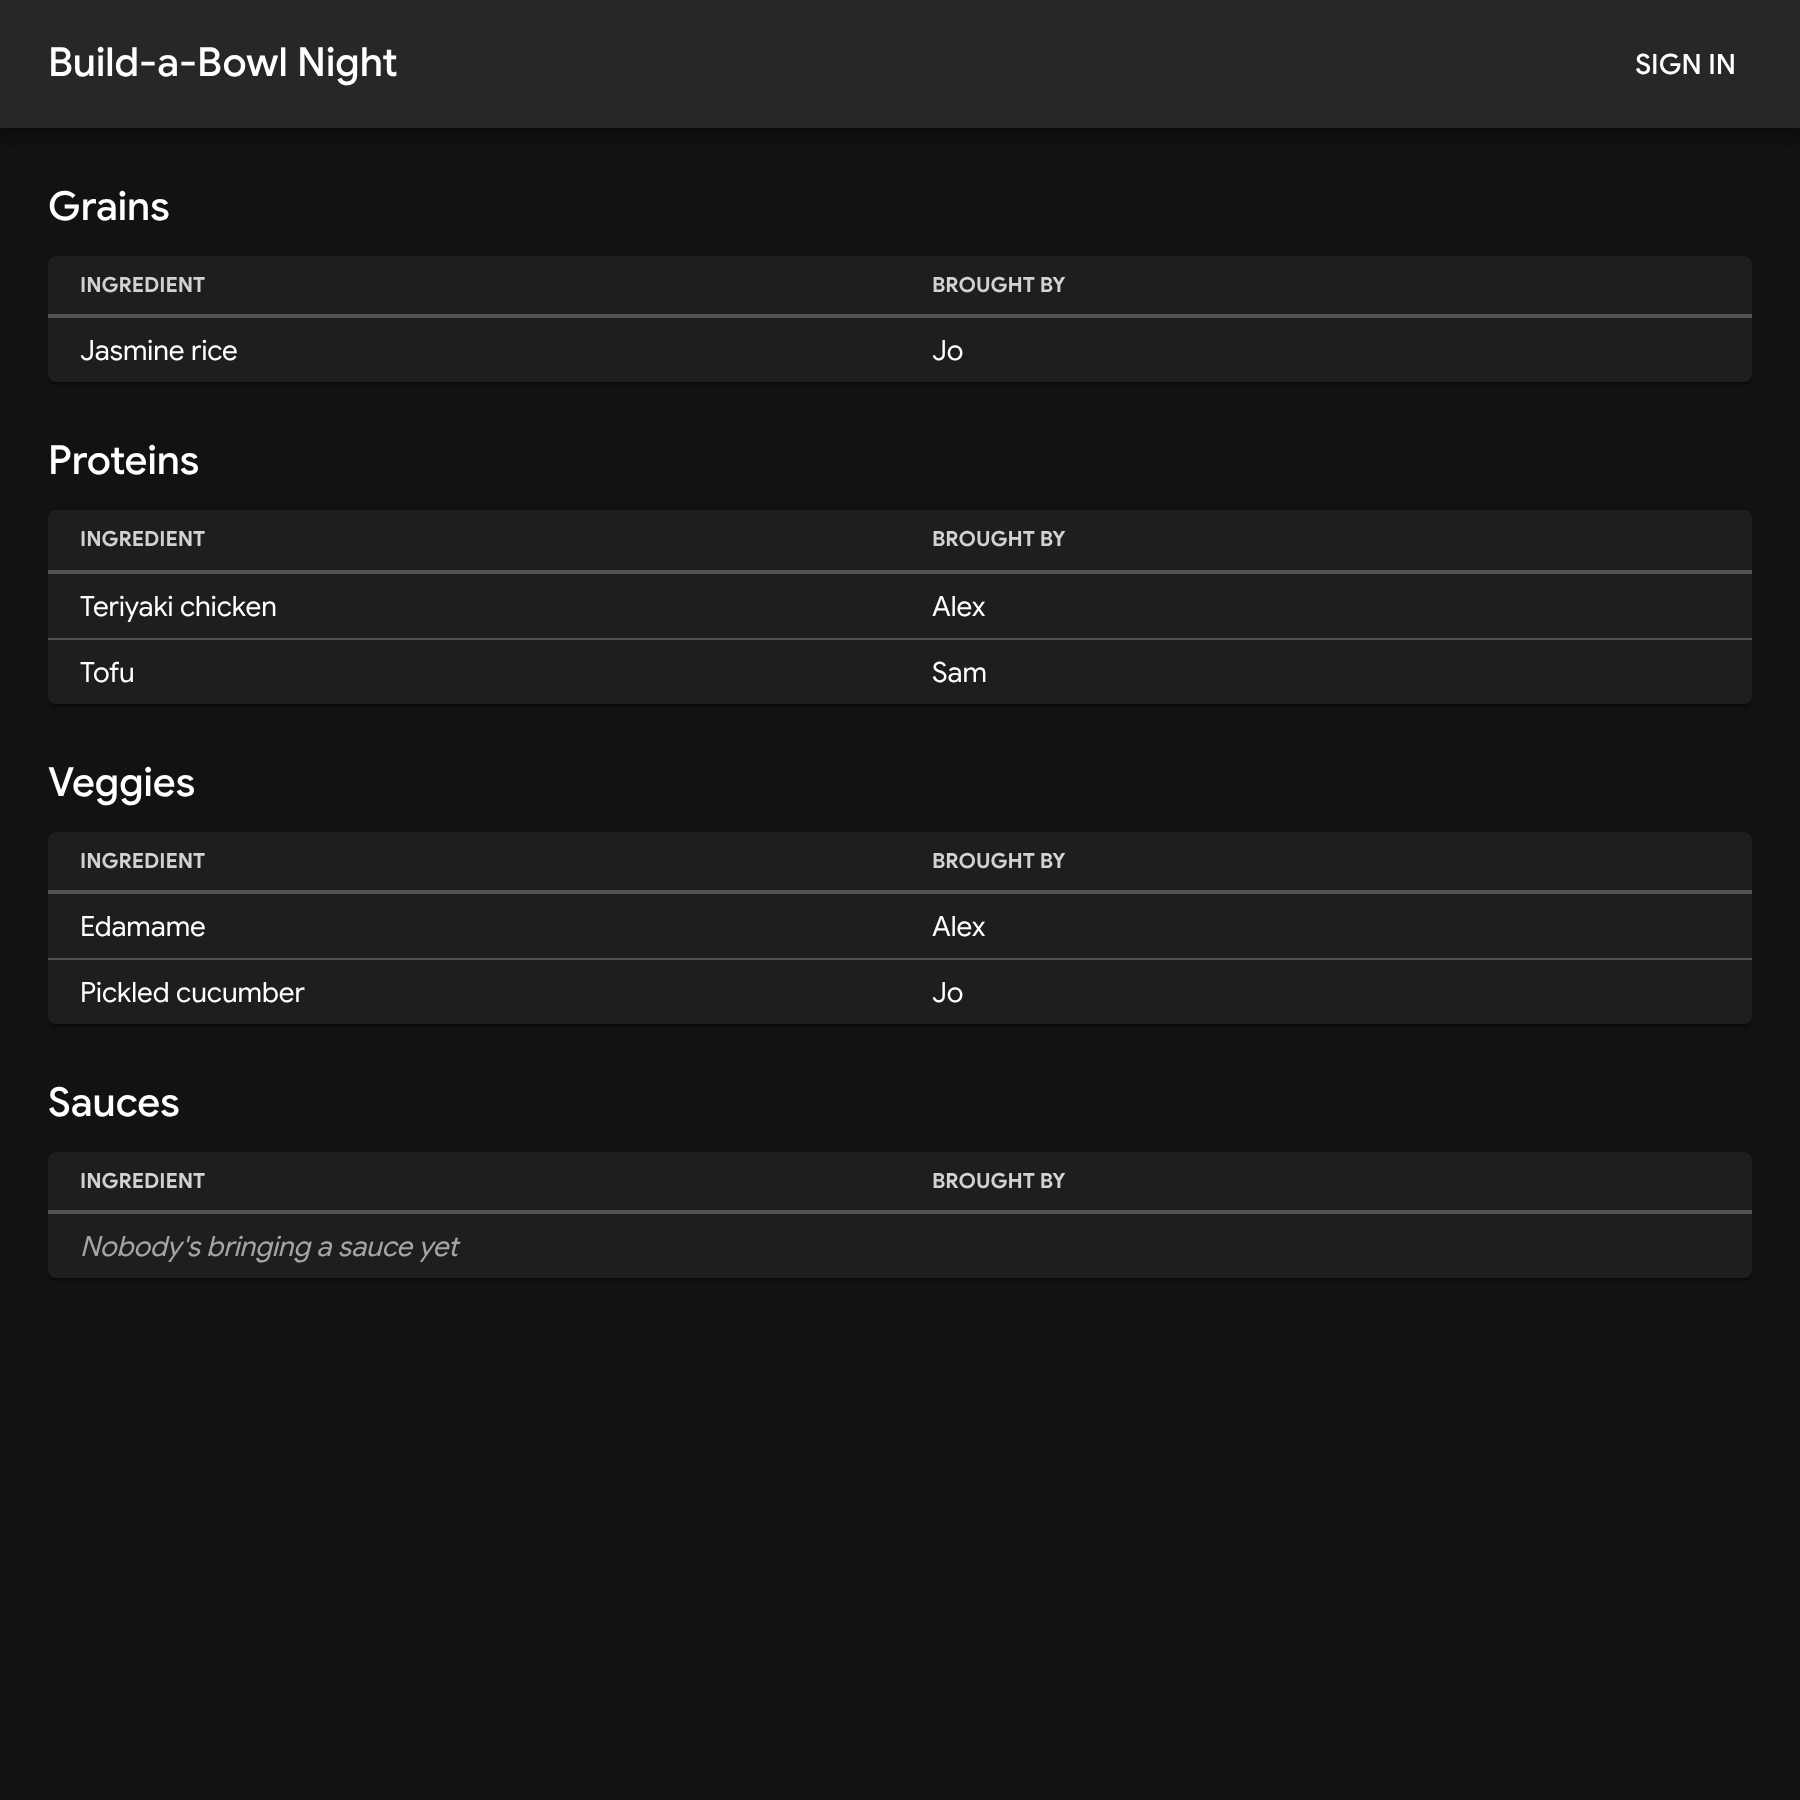 Build-a-Bowl Night SIGN IN
Grains
INGREDIENT BROUGHT BY
Jasmine rice Jo
Proteins
INGREDIENT BROUGHT BY
Teriyaki chicken Alex
Tofu Sam
Veggies
INGREDIENT BROUGHT BY
Edamame Alex
Pickled cucumber Jo
Sauces
INGREDIENT BROUGHT BY
Nobody's bringing a sauce yet